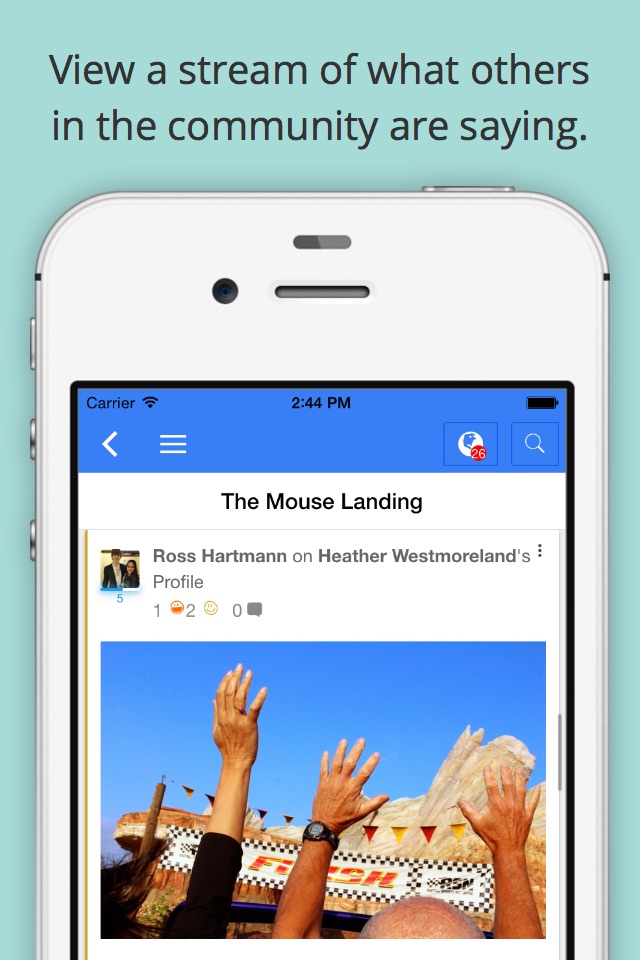 View a stream of what others
in the community are saying.
Carrier 2:44 PM
26
The Mouse Landing
Ross Hartmann on Heather Westmoreland's
Profile
5
1 2 0
FINISH
RSN